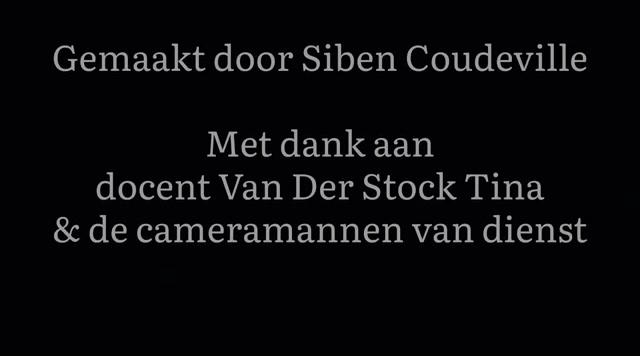 Gemaakt door Siben Coudeville
Met dank aan
docent Van Der Stock Tina
& de cameramannen van dienst